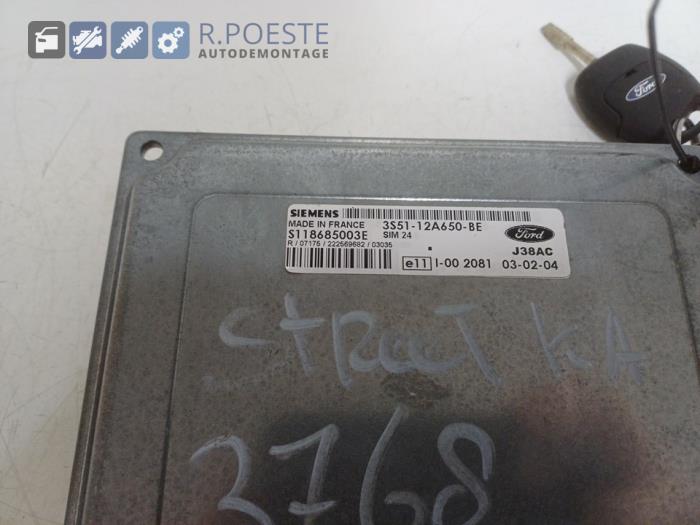 R.POESTE
AUTODEMONTAGE
Ford
SIEMENS
MADE IN FRANCE 3S51-12A650-BE
S118685003E SIM 24 Ford
R / 07175 / 222569682 / 03035 J38AC
e11 I-00 2081 03-02-04
STREET KA
3768